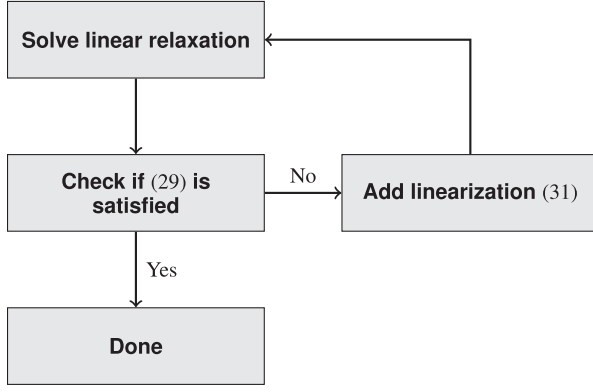 Solve linear relaxation
Check if (29) is
satisfied
No
Add linearization (31)
Yes
Done